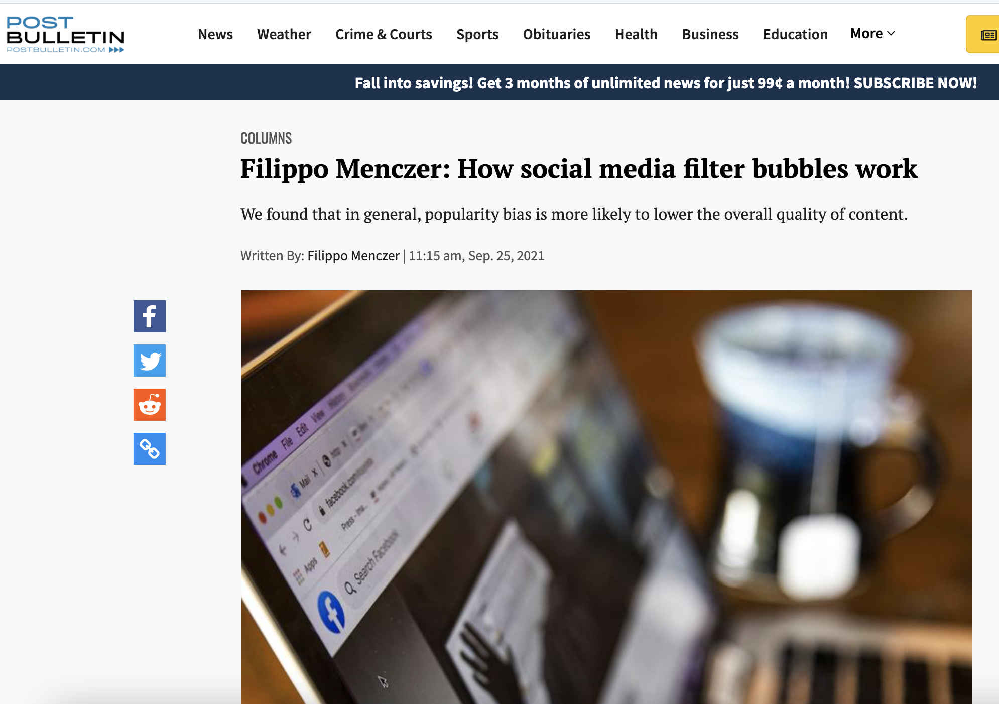 POST
BULLETIN
POSTBULLETIN.COM
News Weather Crime & Courts Sports Obituaries Health Business Education More
Fall into savings! Get 3 months of unlimited news for just 99¢ a month! SUBSCRIBE NOW!
COLUMNS
Filippo Menczer: How social media filter bubbles work
We found that in general, popularity bias is more likely to lower the overall quality of content.
Written By: Filippo Menczer | 11:15 am, Sep. 25, 2021
Chrome File Edit View History
Mail
facebook.com
Apps Press -
Search Facebook